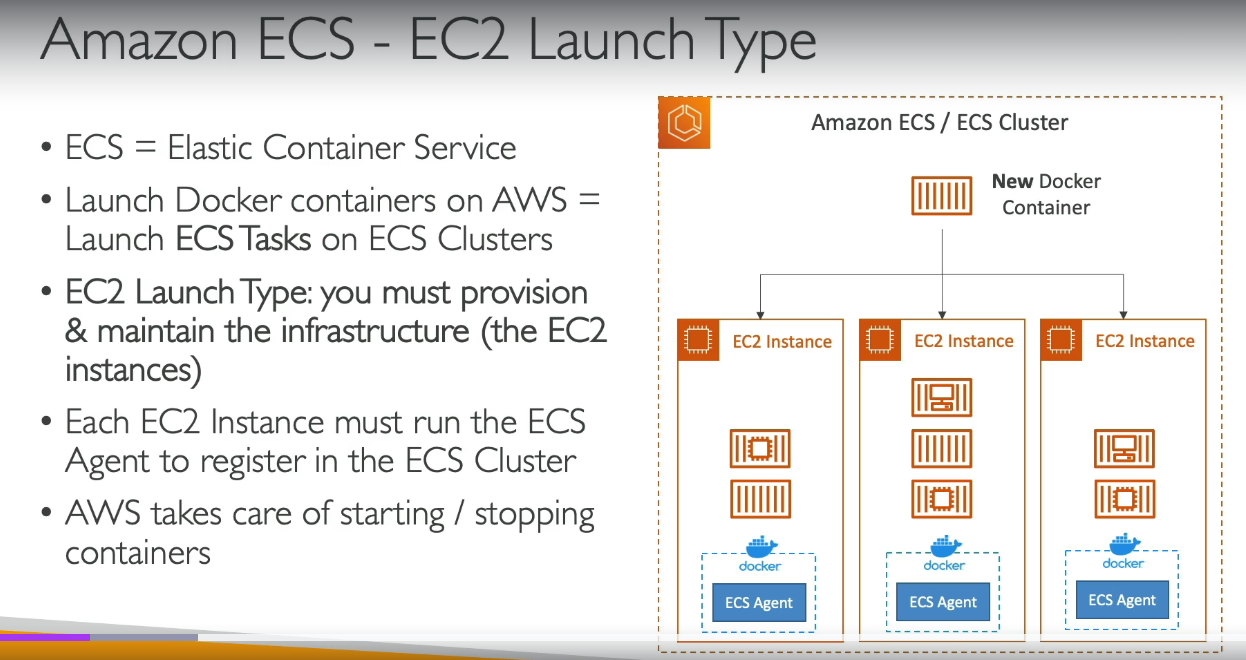 Amazon ECS - EC2 Launch Type
• ECS = Elastic Container Service
• Launch Docker containers on AWS =
Launch ECS Tasks on ECS Clusters
• EC2 Launch Type: you must provision
& maintain the infrastructure (the EC2
instances)
• Each EC2 Instance must run the ECS
Agent to register in the ECS Cluster
• AWS takes care of starting / stopping
containers
Amazon ECS / ECS Cluster
New Docker
Container
EC2 Instance
EC2 Instance
EC2 Instance
docker
docker
docker
ECS Agent
ECS Agent
ECS Agent